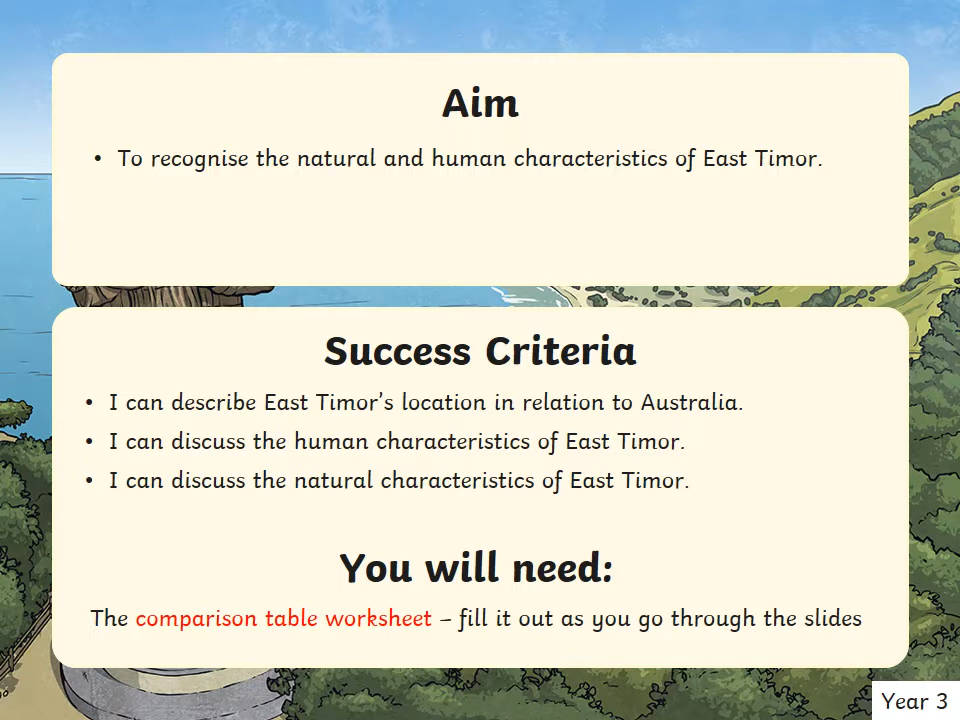 Aim
• To recognise the natural and human characteristics of East Timor.
Success Criteria
• I can describe East Timor’s location in relation to Australia.
• I can discuss the human characteristics of East Timor.
• I can discuss the natural characteristics of East Timor.
You will need:
The comparison table worksheet – fill it out as you go through the slides
Year 3